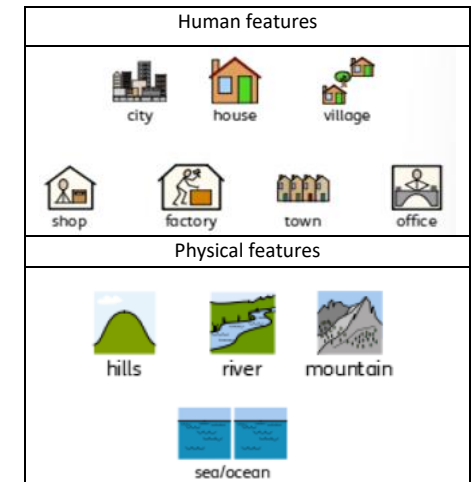 Human features
city house village
shop factory town office
Physical features
hills river mountain
sea/ocean